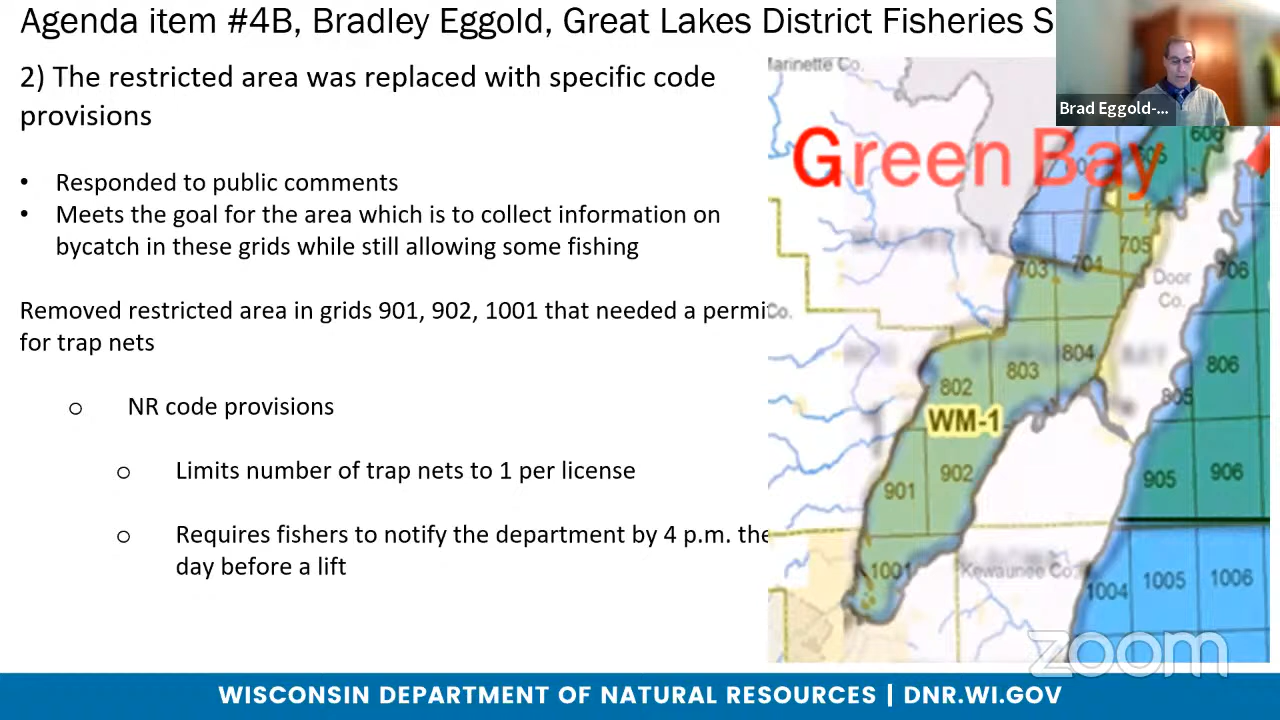 Agenda item #4B, Bradley Eggold, Great Lakes District Fisheries S
Brad Eggold-...
2) The restricted area was replaced with specific code
provisions
• Responded to public comments
• Meets the goal for the area which is to collect information on
bycatch in these grids while still allowing some fishing
Removed restricted area in grids 901, 902, 1001 that needed a permi
for trap nets
o NR code provisions
o Limits number of trap nets to 1 per license
o Requires fishers to notify the department by 4 p.m. the
day before a lift
Marinette Co.
Green Bay
606
605
703
704
705
Door
Co.
706
Co.
802
803
804
805
806
WM-1
901
902
905
906
1001
Kewaunee Co.
1004
1005
1006
zoom
WISCONSIN DEPARTMENT OF NATURAL RESOURCES | DNR.WI.GOV